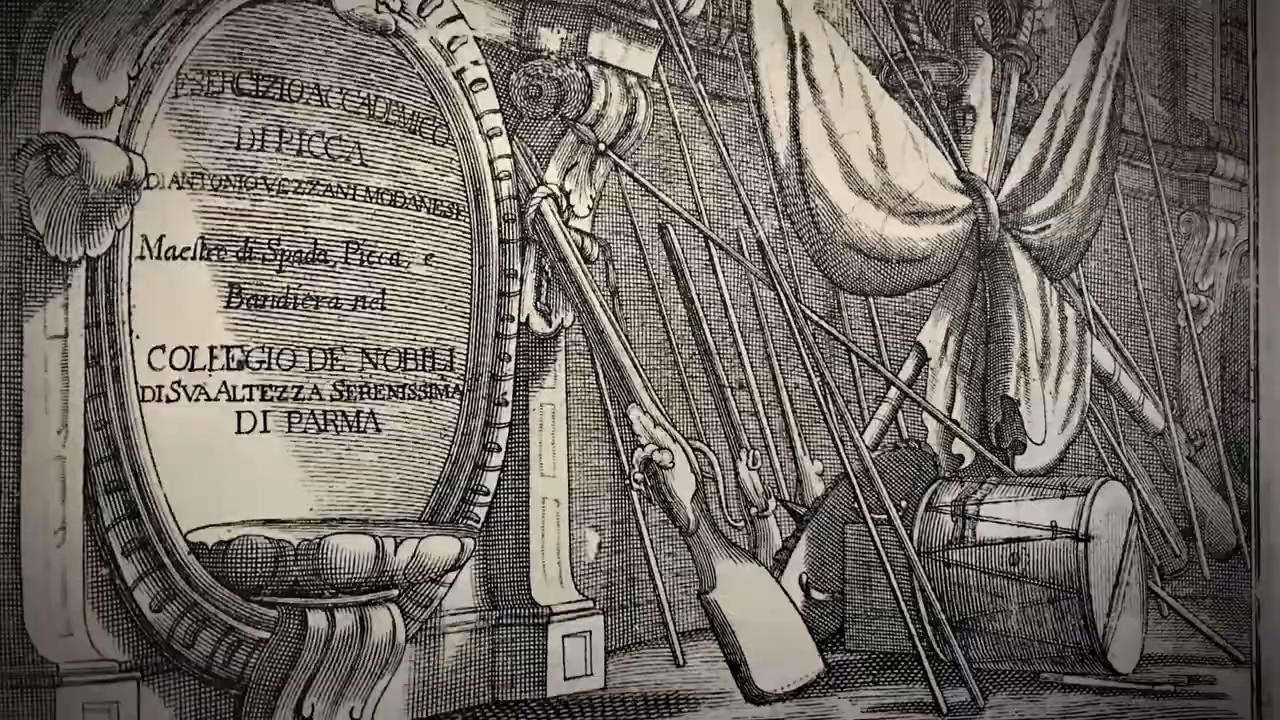 ESERCIZIO ACCADEMICO
DI PICCA
DI ANTONIO VEZZANI MODANESE
Maestro di Spada, Picca, e
Bandiera nel
COLLEGIO DE NOBILI
DI SVA ALTEZZA SERENISSIMA
DI PARMA